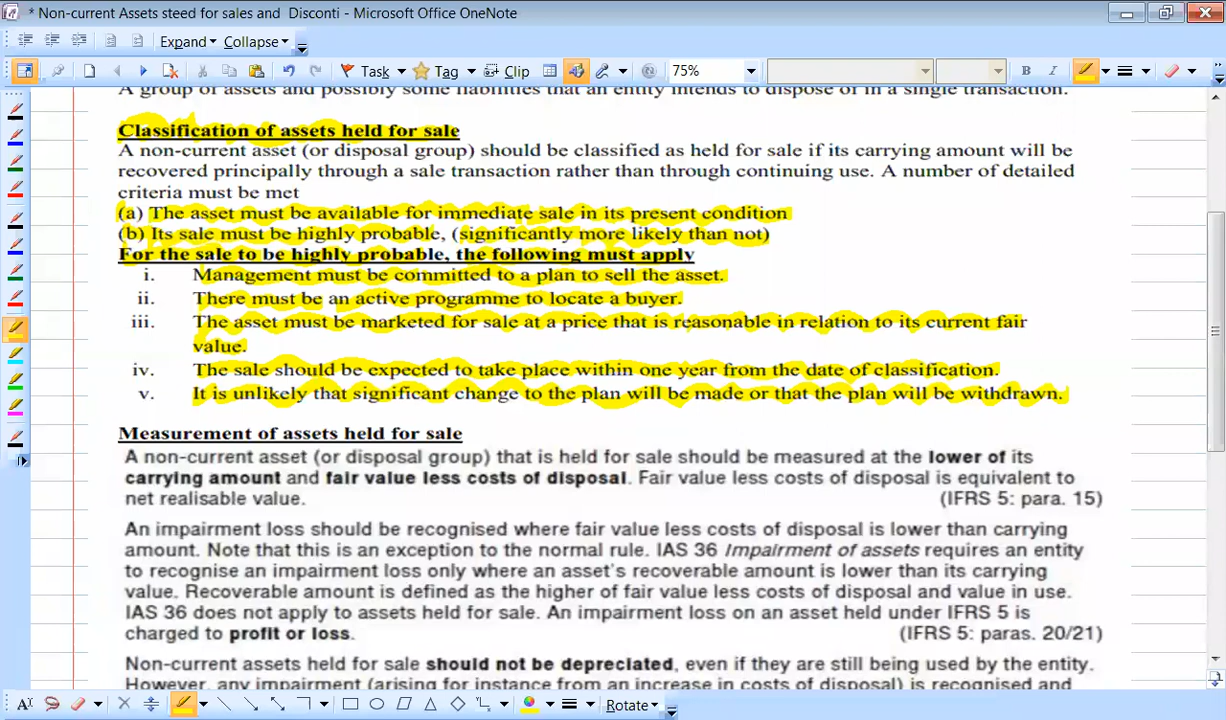 * Non-current Assets steed for sales and Disconti - Microsoft Office OneNote
Expand Collapse
Task Tag Clip 75% B I
A group of assets and possibly some liabilities that an entity intends to dispose of in a single transaction.
Classification of assets held for sale
A non-current asset (or disposal group) should be classified as held for sale if its carrying amount will be
recovered principally through a sale transaction rather than through continuing use. A number of detailed
criteria must be met
(a) The asset must be available for immediate sale in its present condition
(b) Its sale must be highly probable, (significantly more likely than not)
For the sale to be highly probable, the following must apply
i. Management must be committed to a plan to sell the asset.
ii. There must be an active programme to locate a buyer.
iii. The asset must be marketed for sale at a price that is reasonable in relation to its current fair
value.
iv. The sale should be expected to take place within one year from the date of classification.
v. It is unlikely that significant change to the plan will be made or that the plan will be withdrawn.
Measurement of assets held for sale
A non-current asset (or disposal group) that is held for sale should be measured at the lower of its
carrying amount and fair value less costs of disposal. Fair value less costs of disposal is equivalent to
net realisable value. (IFRS 5: para. 15)
An impairment loss should be recognised where fair value less costs of disposal is lower than carrying
amount. Note that this is an exception to the normal rule. IAS 36 Impairment of assets requires an entity
to recognise an impairment loss only where an asset's recoverable amount is lower than its carrying
value. Recoverable amount is defined as the higher of fair value less costs of disposal and value in use.
IAS 36 does not apply to assets held for sale. An impairment loss on an asset held under IFRS 5 is
charged to profit or loss. (IFRS 5: paras. 20/21)
Non-current assets held for sale should not be depreciated, even if they are still being used by the entity.
However, any impairment (arising for instance from an increase in costs of disposal) is recognised and
Rotate